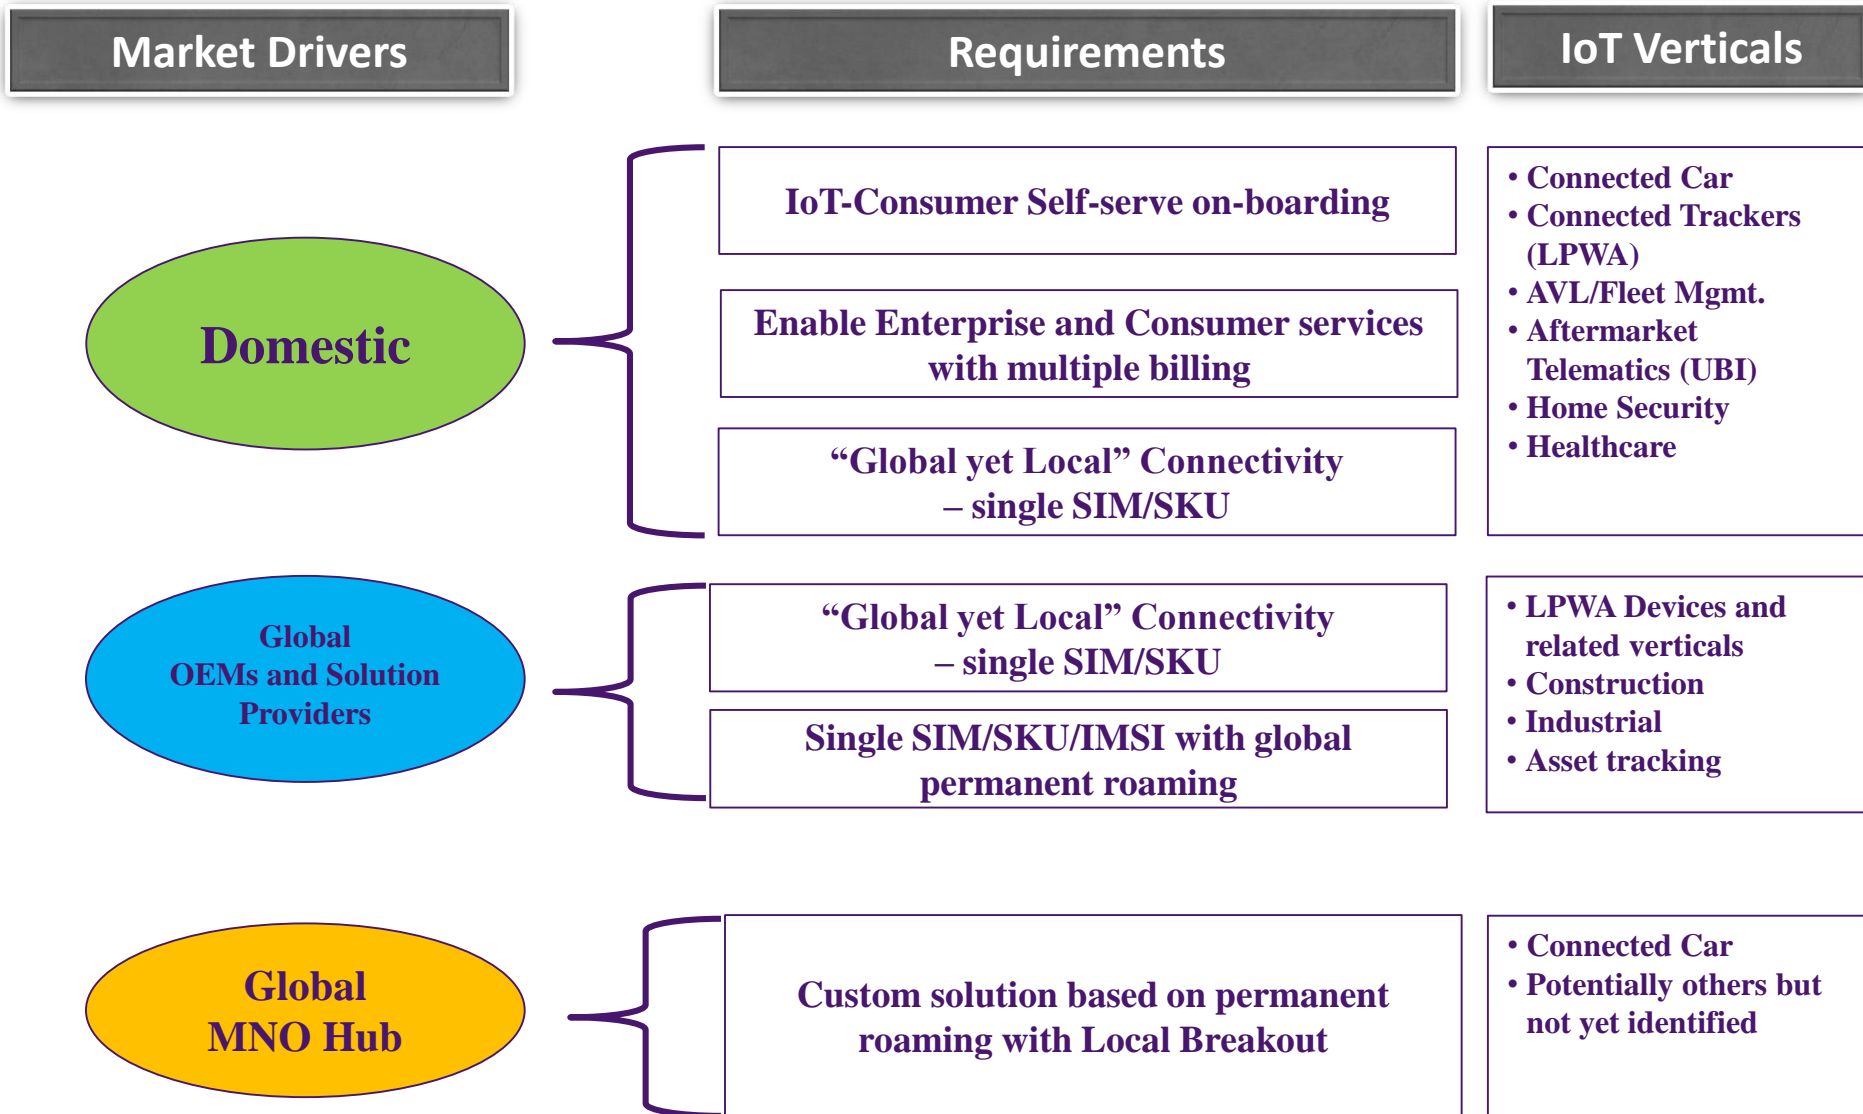 Market Drivers
Requirements
IoT Verticals
Domestic
IoT-Consumer Self-serve on-boarding
Enable Enterprise and Consumer services
with multiple billing
“Global yet Local” Connectivity
– single SIM/SKU
• Connected Car
• Connected Trackers
(LPWA)
• AVL/Fleet Mgmt.
• Aftermarket
Telematics (UBI)
• Home Security
• Healthcare
Global
OEMs and Solution
Providers
“Global yet Local” Connectivity
– single SIM/SKU
Single SIM/SKU/IMSI with global
permanent roaming
• LPWA Devices and
related verticals
• Construction
• Industrial
• Asset tracking
Global
MNO Hub
Custom solution based on permanent
roaming with Local Breakout
• Connected Car
• Potentially others but
not yet identified